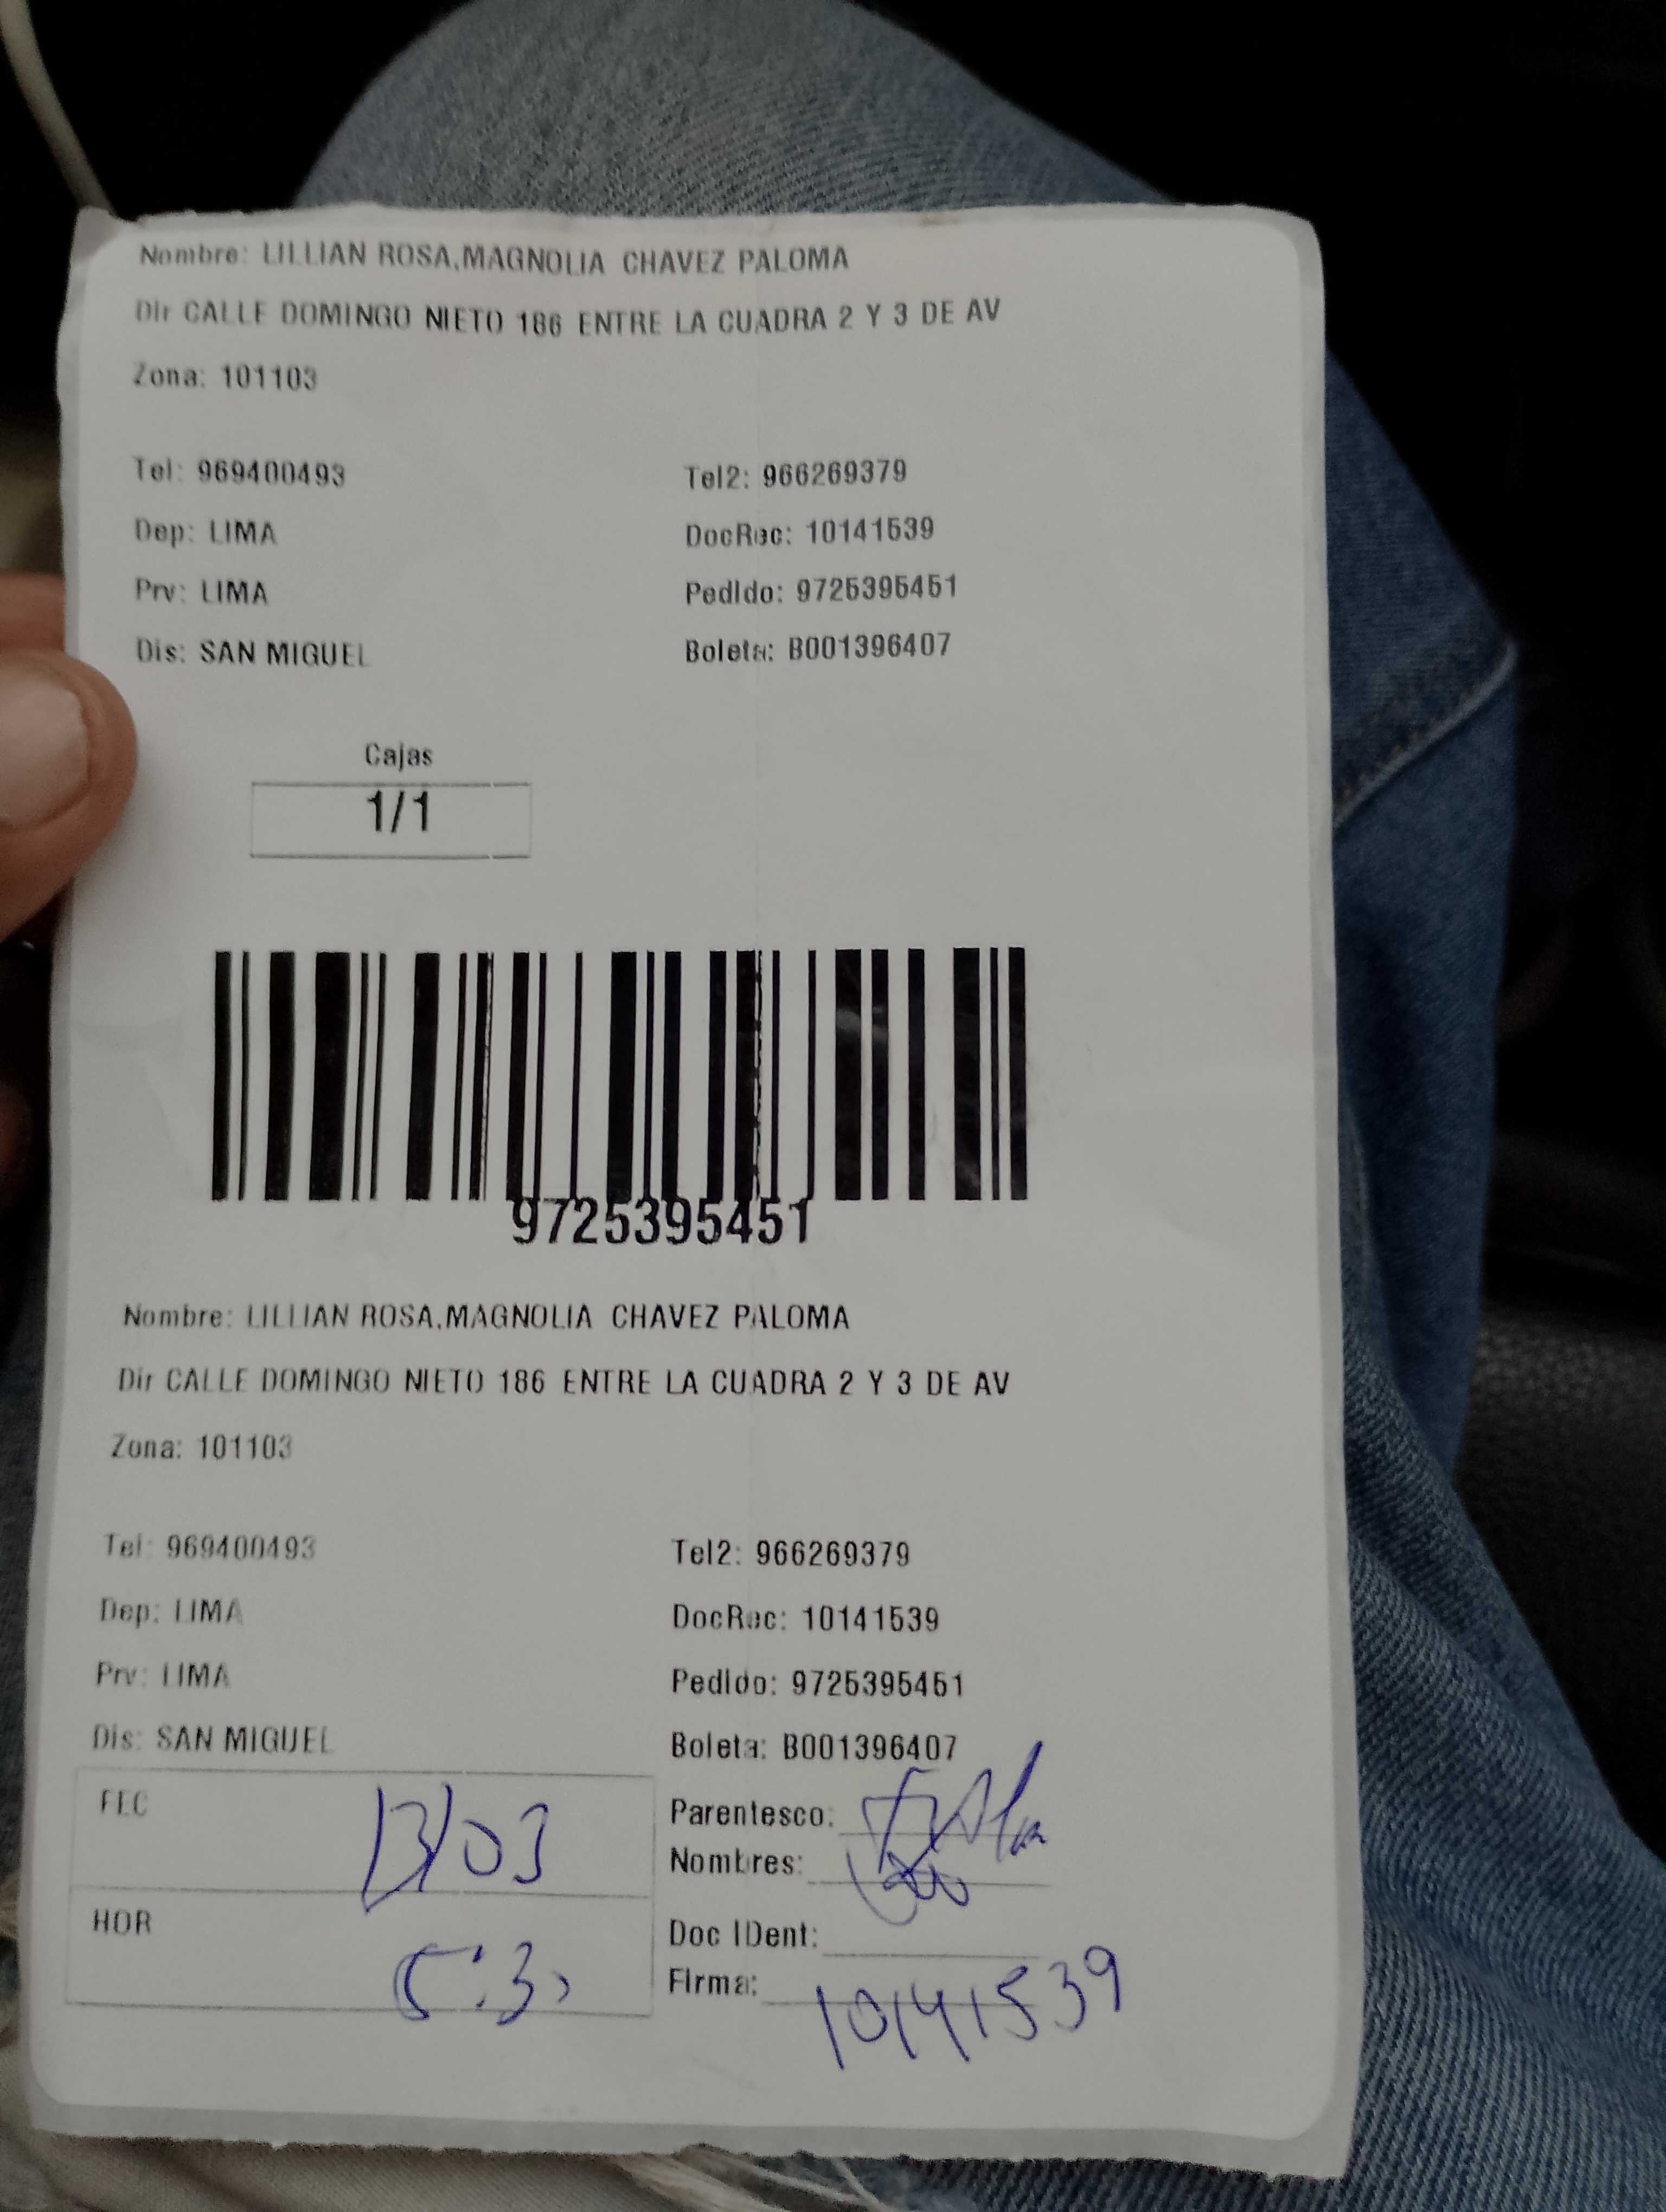 Nombre: LILLIAN ROSA,MAGNOLIA CHAVEZ PALOMA
Dir CALLE DOMINGO NIETO 186 ENTRE LA CUADRA 2 Y 3 DE AV
Zona: 101103
Tel: 969400493 Tel2: 966269379
Dep: LIMA DocRec: 10141539
Prv: LIMA Pedido: 9725395451
Dis: SAN MIGUEL Boleta: B001396407
Cajas
1/1
9725395451
Nombre: LILLIAN ROSA,MAGNOLIA CHAVEZ PALOMA
Dir CALLE DOMINGO NIETO 186 ENTRE LA CUADRA 2 Y 3 DE AV
Zona: 101103
Tel: 969400493 Tel2: 966269379
Dep: LIMA DocRec: 10141539
Prv: LIMA Pedido: 9725395451
Dis: SAN MIGUEL Boleta: B001396407
FEC 13/03 Parentesco:
Nombres:
HOR 5:30 Doc IDent:
Firma: 10141539